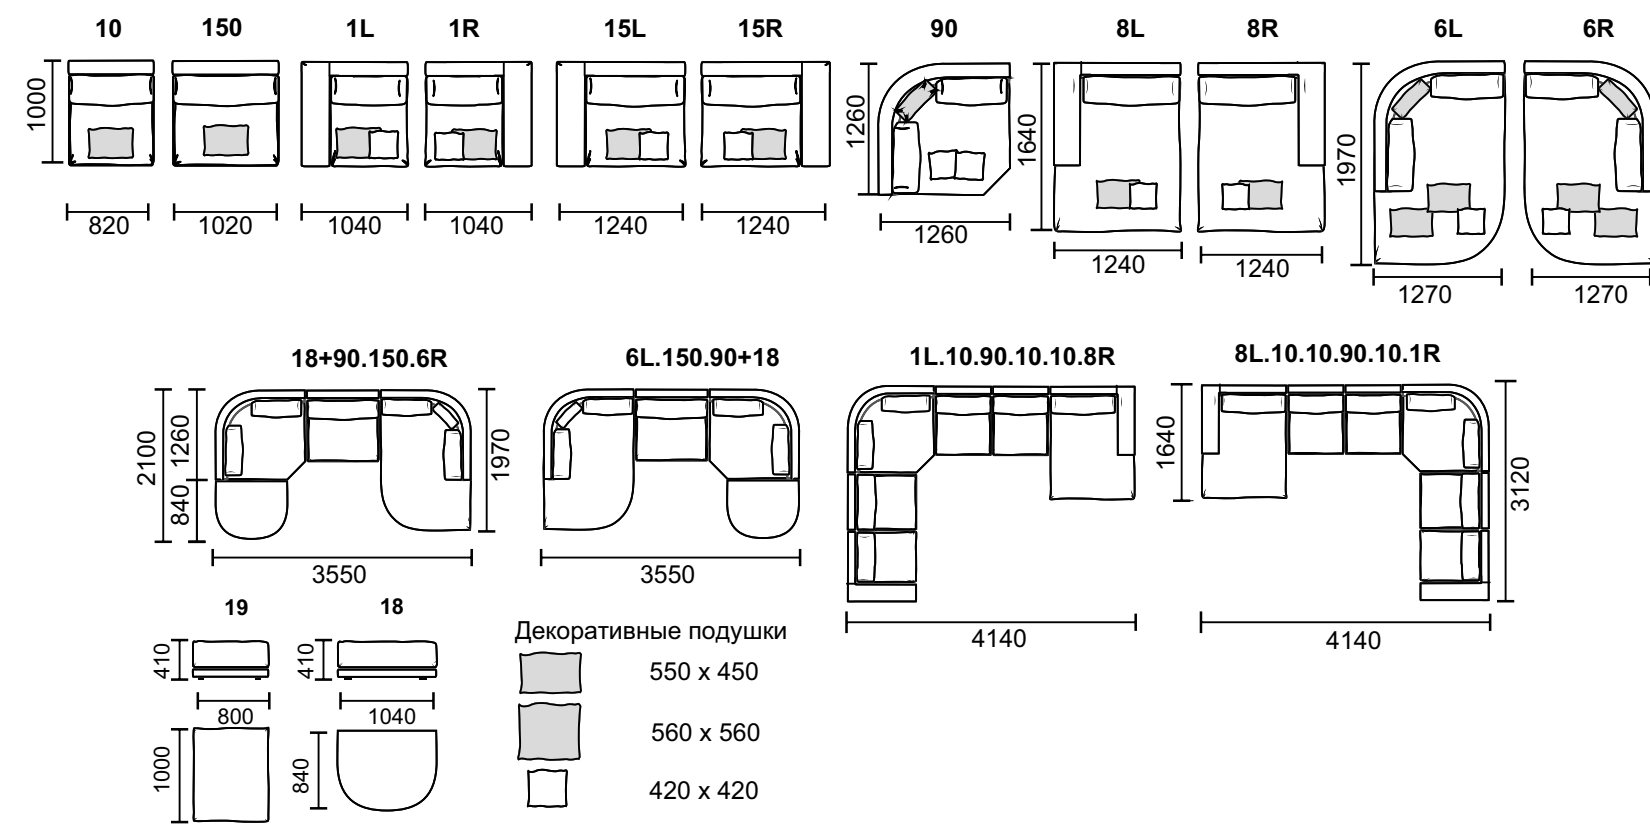 10 150 1L 1R 15L 15R 90 8L 8R 6L 6R
1000 1260 1640 1970
820 1020 1040 1040 1240 1240 1260 1240 1240 1270 1270
18+90.150.6R 6L.150.90+18 1L.10.90.10.10.8R 8L.10.10.90.10.1R
2100 1260 840 1970 1640 3120
3550 3550 4140 4140
19 18
410 410
800 1040
1000 840
Декоративные подушки
550 x 450
560 x 560
420 x 420